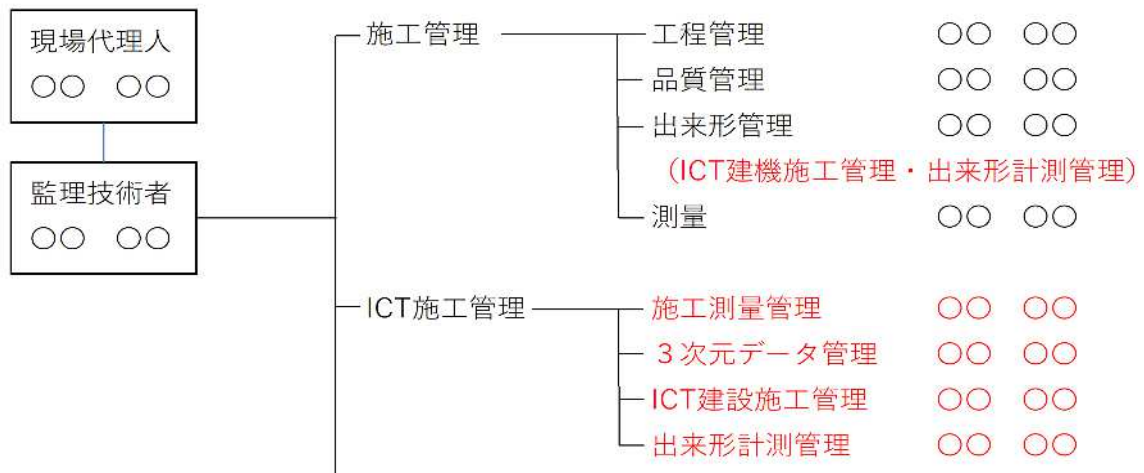 現場代理人
○○ ○○
監理技術者
○○ ○○
施工管理
工程管理 ○○ ○○
品質管理 ○○ ○○
出来形管理 ○○ ○○
(ICT建機施工管理・出来形計測管理)
測量 ○○ ○○
ICT施工管理
施工測量管理 ○○ ○○
３次元データ管理 ○○ ○○
ICT建設施工管理 ○○ ○○
出来形計測管理 ○○ ○○